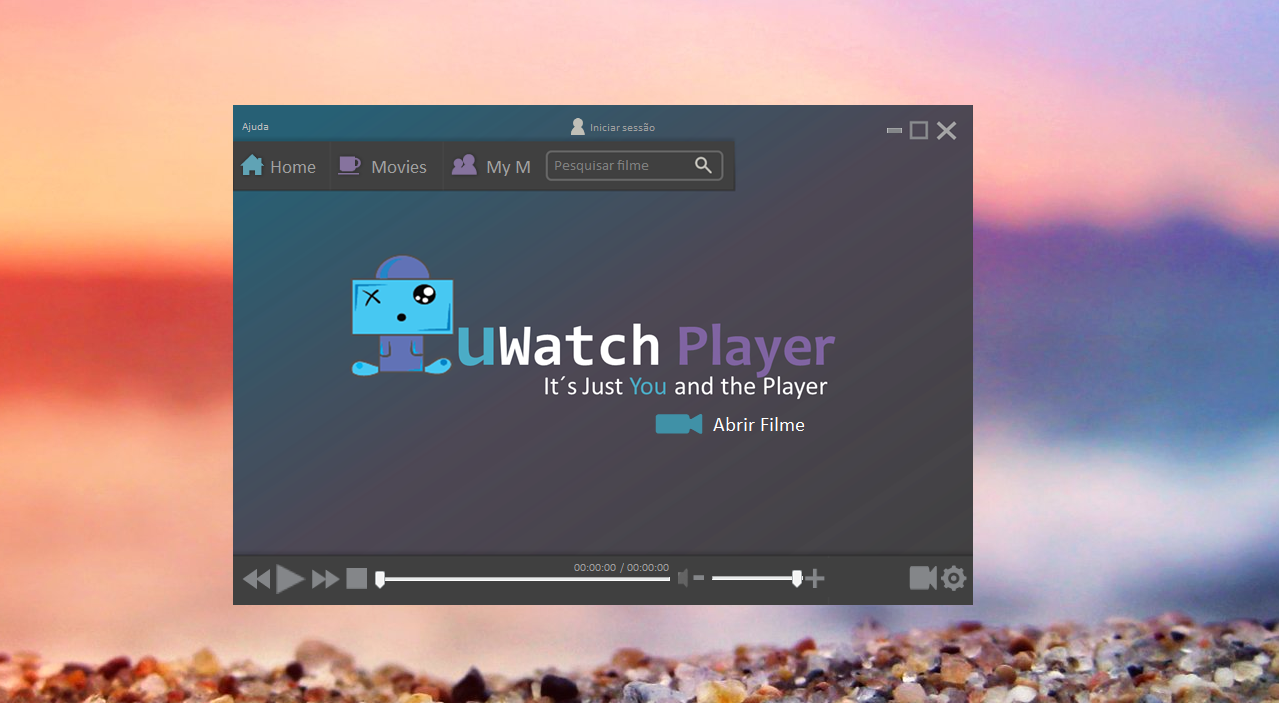 Ajuda
Iniciar sessão
Home
Movies
My M
Pesquisar filme
uWatch Player
It´s Just You and the Player
Abrir Filme
00:00:00 / 00:00:00